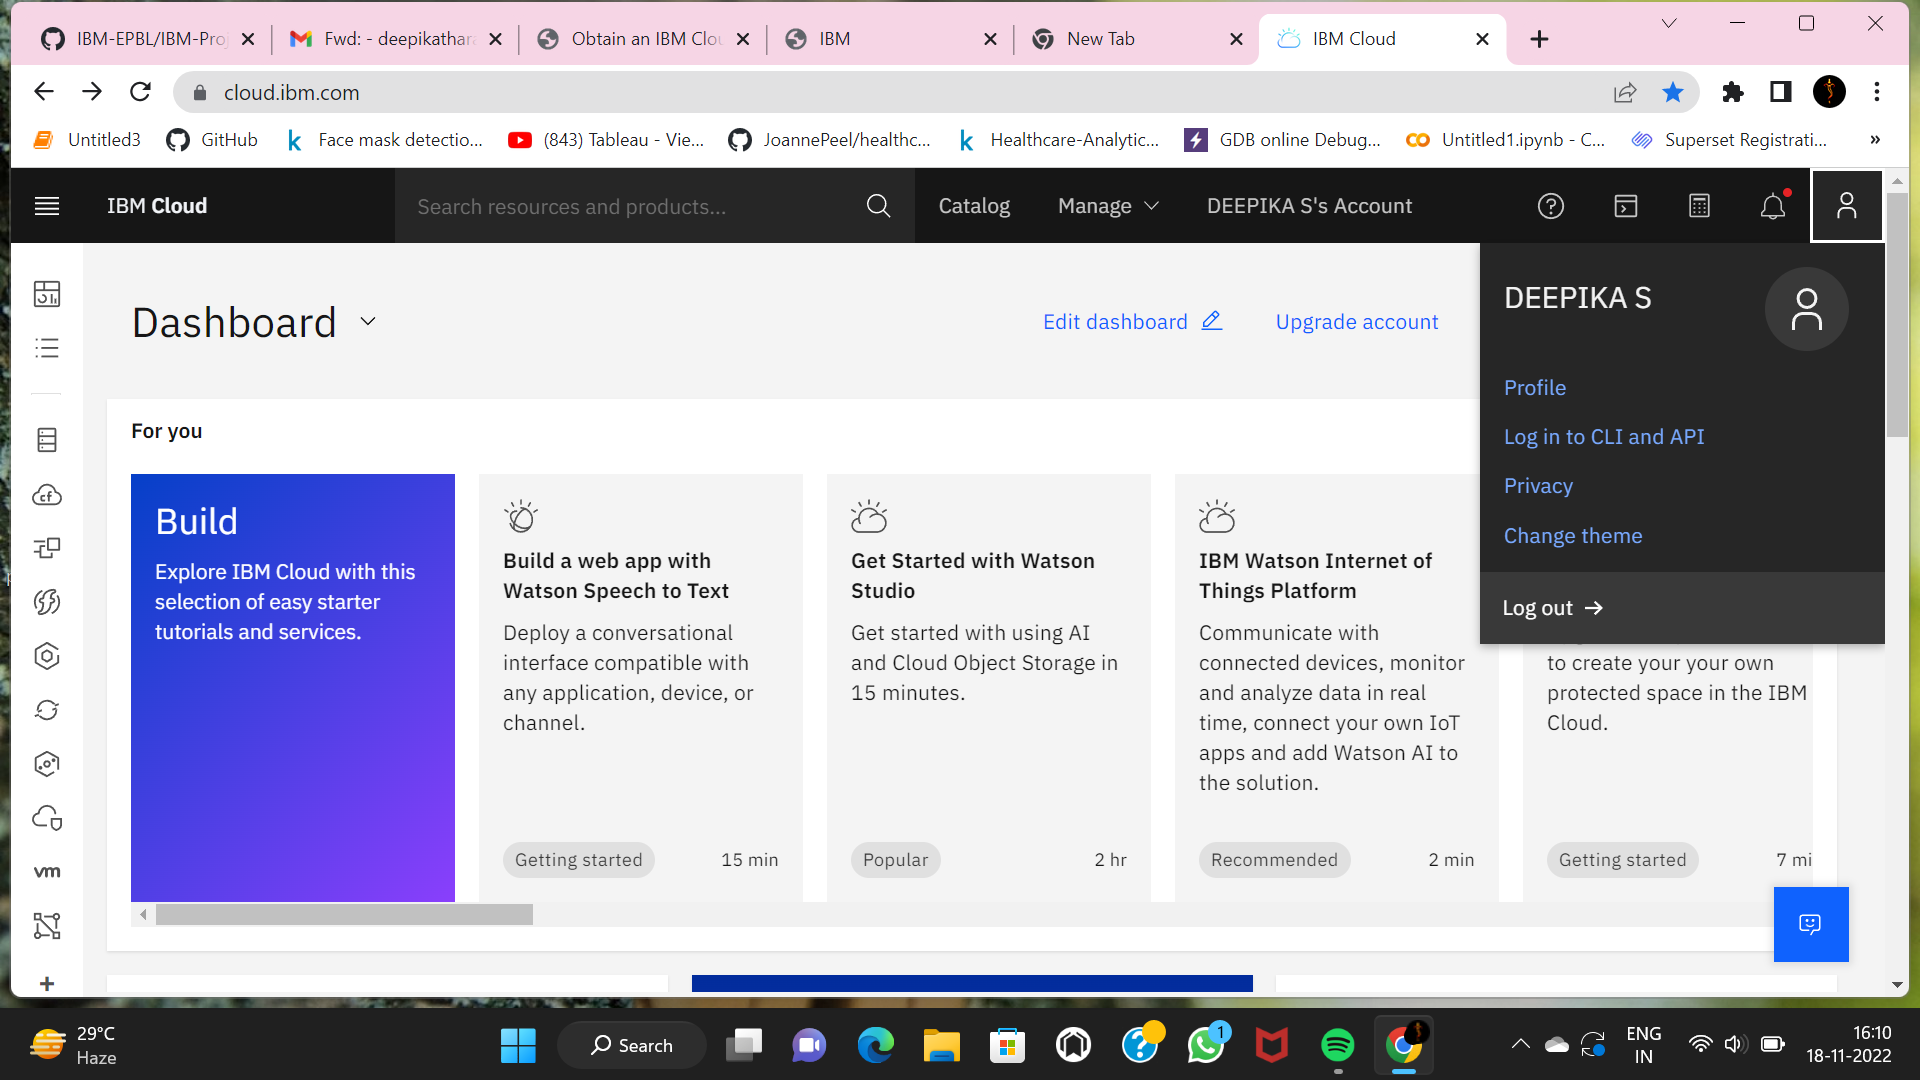 IBM-EPBL/IBM-Proj
Fwd: - deepikathara
Obtain an IBM Clou
IBM
New Tab
IBM Cloud
cloud.ibm.com
Untitled3
GitHub
Face mask detectio...
(843) Tableau - Vie...
JoannePeel/healthc...
Healthcare-Analytic...
GDB online Debug...
Untitled1.ipynb - C...
Superset Registrati...
»
IBM Cloud
Search resources and products...
Catalog
Manage
DEEPIKA S's Account
DEEPIKA S
Profile
Log in to CLI and API
Privacy
Change theme
Log out →
Dashboard
Edit dashboard
Upgrade account
For you
Build
Explore IBM Cloud with this
selection of easy starter
tutorials and services.
Build a web app with
Watson Speech to Text
Deploy a conversational
interface compatible with
any application, device, or
channel.
Getting started
15 min
Get Started with Watson
Studio
Get started with using AI
and Cloud Object Storage in
15 minutes.
Popular
2 hr
IBM Watson Internet of
Things Platform
Communicate with
connected devices, monitor
and analyze data in real
time, connect your own IoT
apps and add Watson AI to
the solution.
Recommended
2 min
to create your your own
protected space in the IBM
Cloud.
Getting started
7 mi
cf
vm
29°C
Haze
Search
1
ENG
IN
16:10
18-11-2022